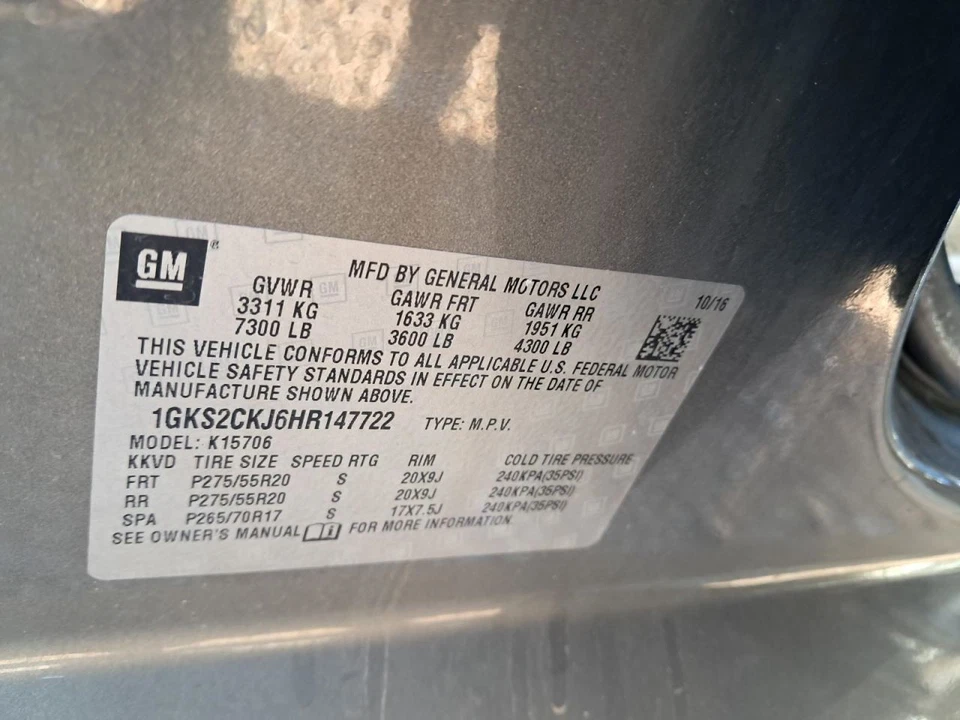 GM ®
MFD BY GENERAL MOTORS LLC
10/16
GVWR GAWR FRT GAWR RR
3311 KG 1633 KG 1951 KG
7300 LB 3600 LB 4300 LB
THIS VEHICLE CONFORMS TO ALL APPLICABLE U.S. FEDERAL MOTOR
VEHICLE SAFETY STANDARDS IN EFFECT ON THE DATE OF
MANUFACTURE SHOWN ABOVE.
1GKS2CKJ6HR147722 TYPE: M.P.V.
MODEL: K15706
KKVD TIRE SIZE SPEED RTG RIM COLD TIRE PRESSURE
FRT P275/55R20 S 20X9J 240KPA(35PSI)
RR P275/55R20 S 20X9J 240KPA(35PSI)
SPA P265/70R17 S 17X7.5J 240KPA(35PSI)
SEE OWNER'S MANUAL FOR MORE INFORMATION.